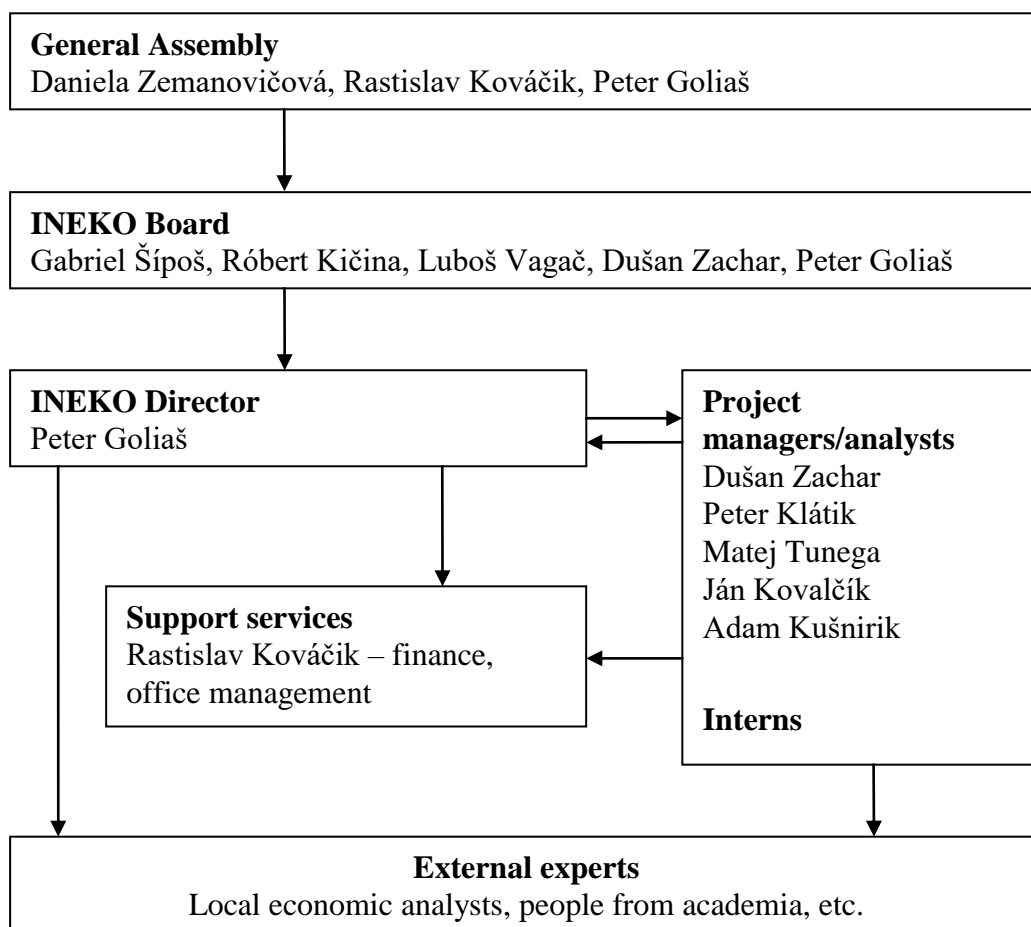 General Assembly
Daniela Zemanovičová, Rastislav Kováčik, Peter Goliaš
INEKO Board
Gabriel Šípoš, Róbert Kičina, Luboš Vagač, Dušan Zachar, Peter Goliaš
INEKO Director
Peter Goliaš
Project
managers/analysts
Dušan Zachar
Peter Klátik
Matej Tunega
Ján Kovalčík
Adam Kušnirik
Interns
Support services
Rastislav Kováčik – finance,
office management
External experts
Local economic analysts, people from academia, etc.